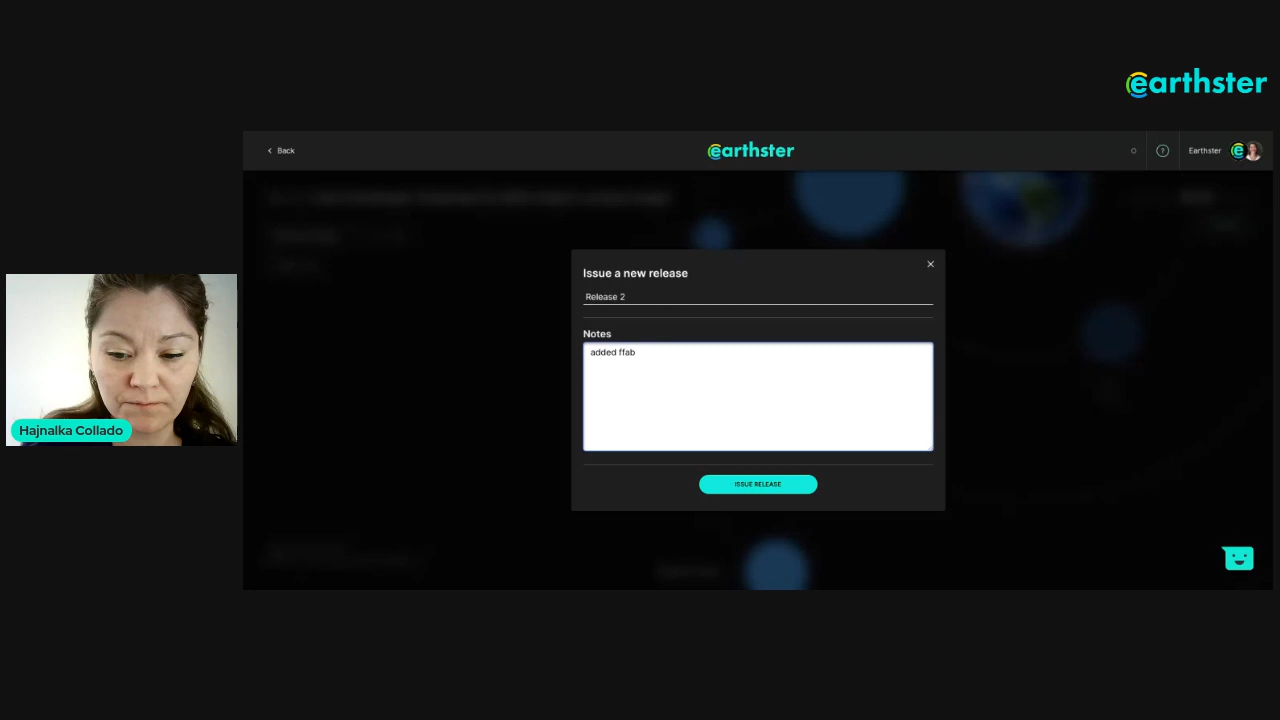 earthster
Back
earthster
?
Earthster
Issue a new release
Release 2
Notes
added ffab
ISSUE RELEASE
Hajnalka Collado